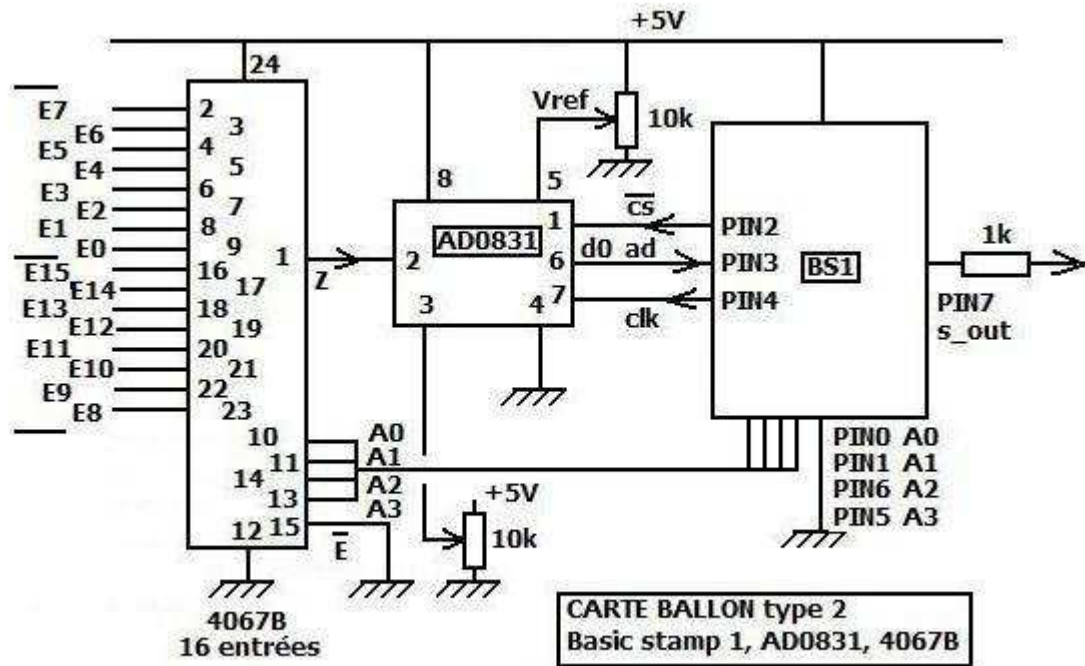 +5V
24
E7
E6
E5
E4
E3
E2
E1
E0
E15
E14
E13
E12
E11
E10
E9
E8
2
3
4
5
6
7
8
9
16
17
18
19
20
21
22
23
10
11
14
13
15
12
1
Z
A0
A1
A2
A3
E
4067B
16 entrées
8
5
Vref
10k
AD0831
2
3
4
1
6
7
cs
d0 ad
clk
+5V
10k
PIN2
PIN3
PIN4
BS1
1k
PIN7
s_out
PIN0 A0
PIN1 A1
PIN6 A2
PIN5 A3
CARTE BALLON type 2
Basic stamp 1, AD0831, 4067B